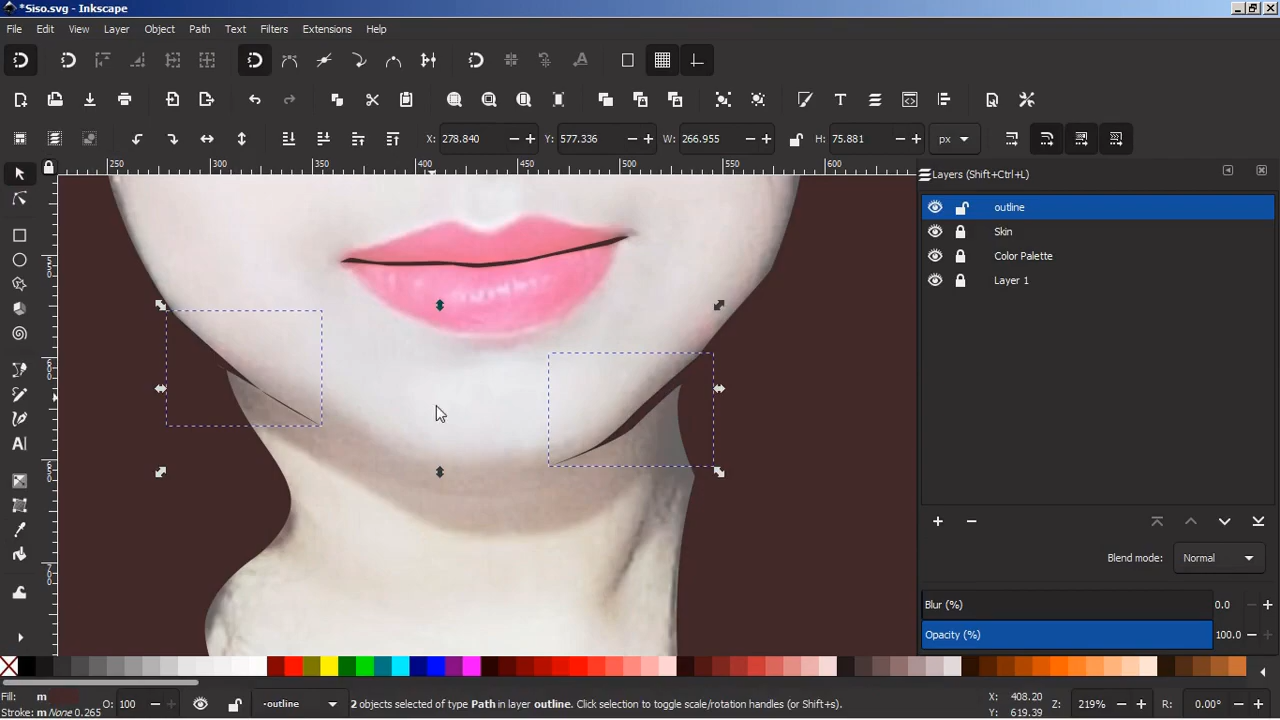 *Siso.svg - Inkscape
File Edit View Layer Object Path Text Filters Extensions Help
X: 278.840 Y: 577.336 W: 266.955 H: 75.881 px
250 300 350 400 450 500 550 600
Layers (Shift+Ctrl+L)
outline
Skin
Color Palette
Layer 1
Blend mode: Normal
Blur (%) 0.0
Opacity (%) 100.0
Fill: m
Stroke: m None 0.265
O: 100
-outline
2 objects selected of type Path in layer outline. Click selection to toggle scale/rotation handles (or Shift+s).
X: 408.20
Y: 619.39
Z: 219%
R: 0.00°